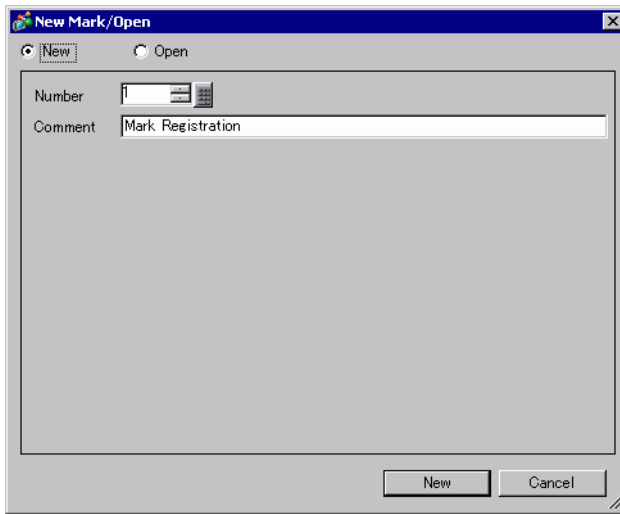 New Mark/Open
New Open
Number 1
Comment Mark Registration
New Cancel